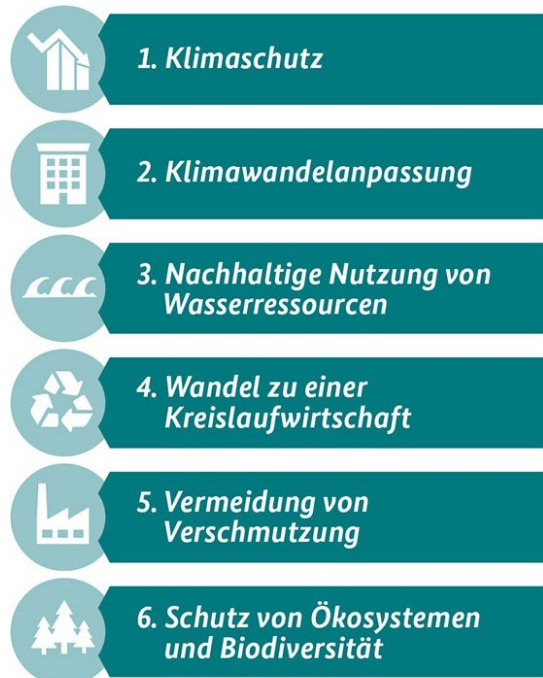 1. Klimaschutz
2. Klimawandelanpassung
3. Nachhaltige Nutzung von
Wasserressourcen
4. Wandel zu einer
Kreislaufwirtschaft
5. Vermeidung von
Verschmutzung
6. Schutz von Ökosystemen
und Biodiversität